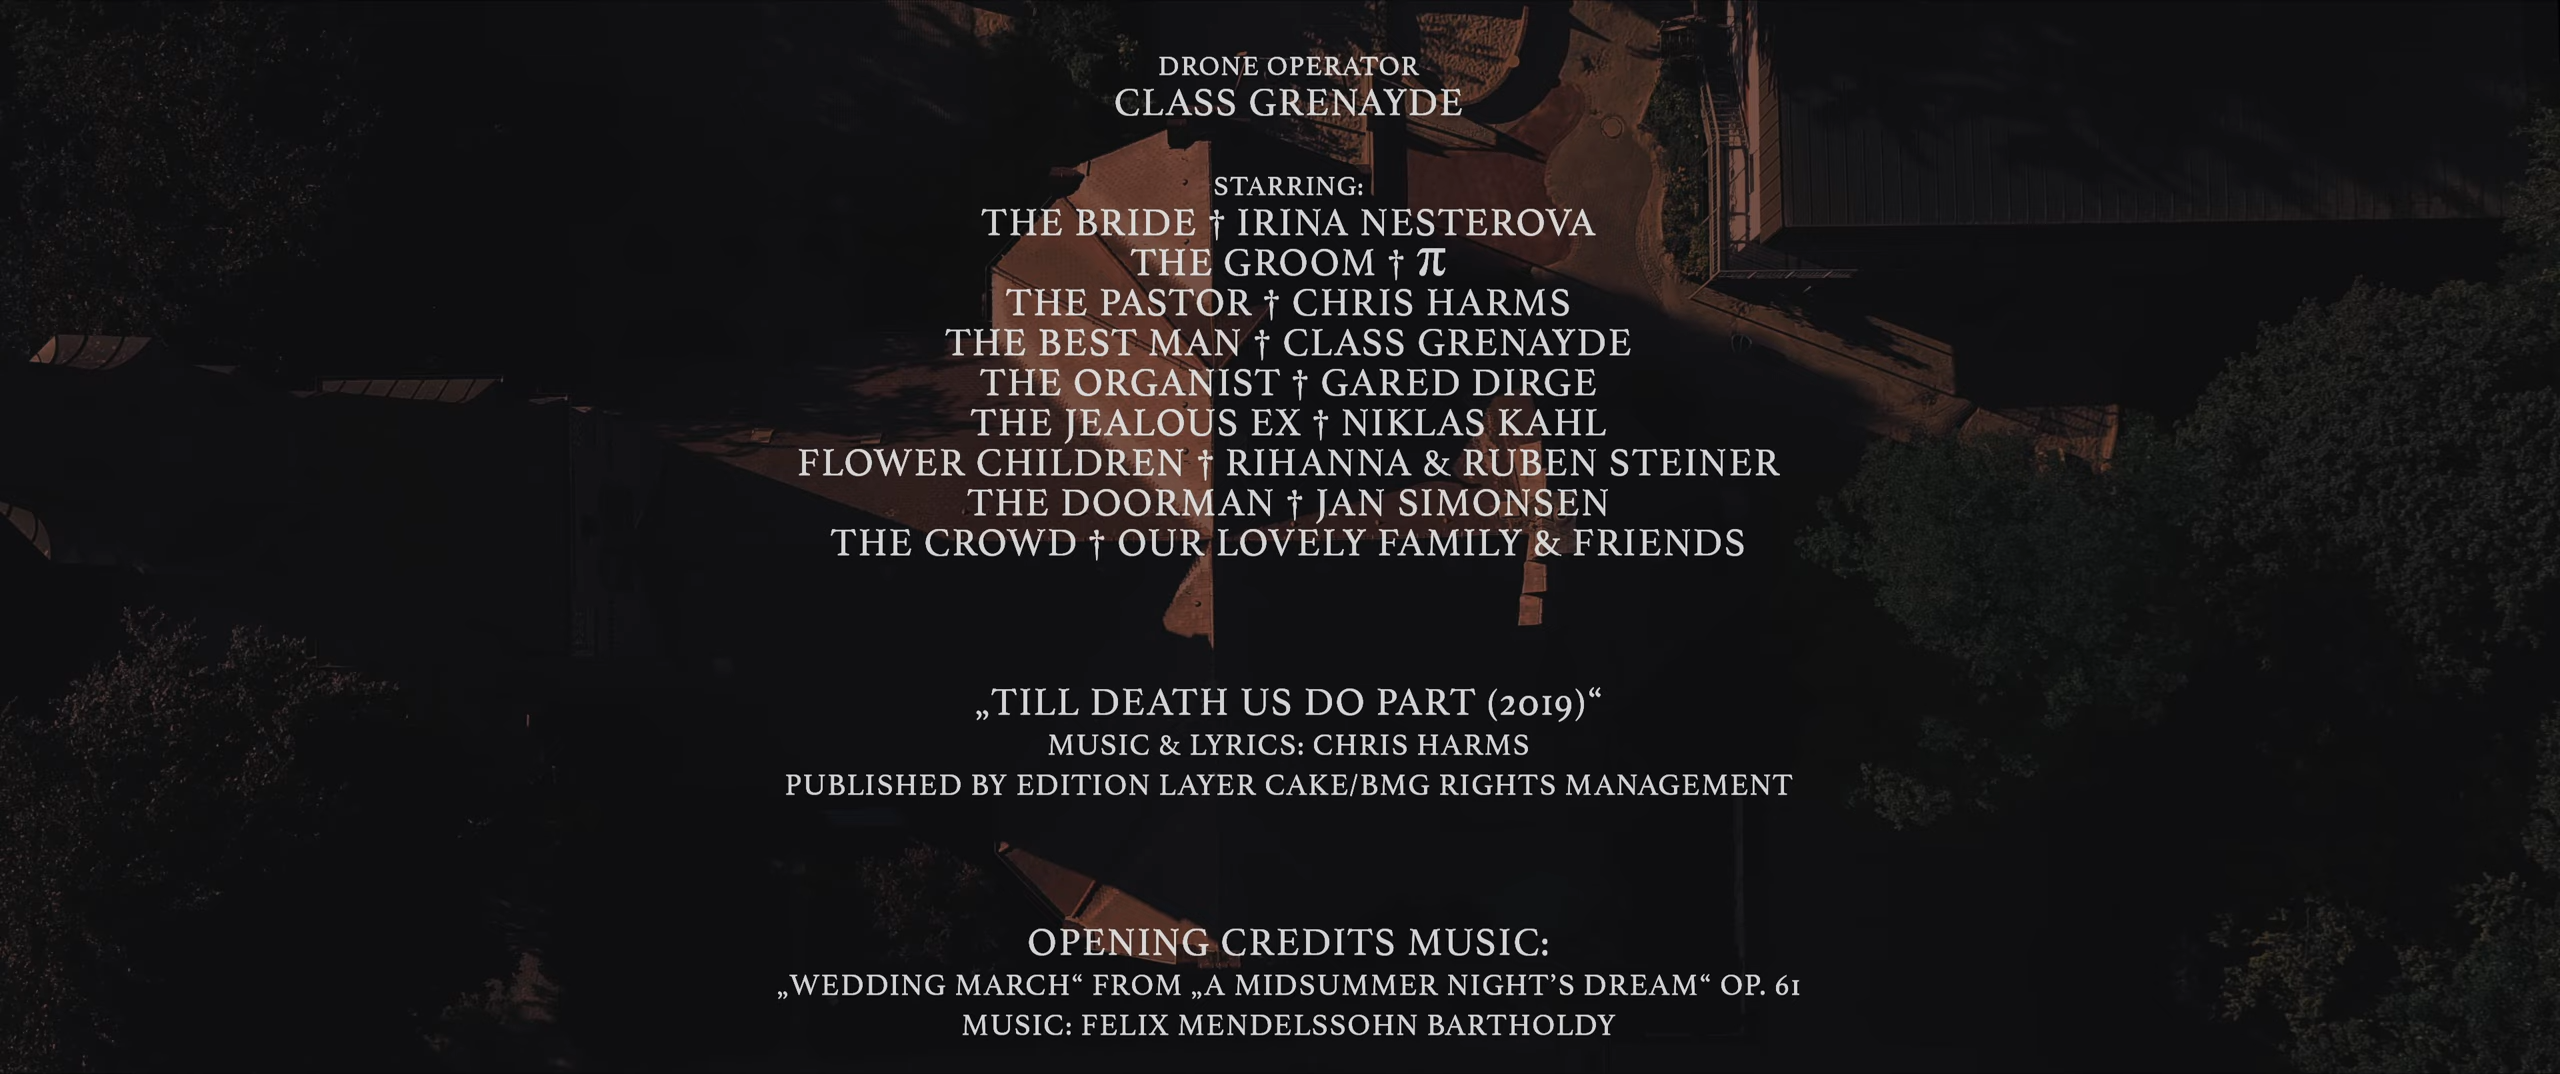 DRONE OPERATOR
CLASS GRENAYDE
STARRING:
THE BRIDE † IRINA NESTEROVA
THE GROOM † π
THE PASTOR † CHRIS HARMS
THE BEST MAN † CLASS GRENAYDE
THE ORGANIST † GARED DIRGE
THE JEALOUS EX † NIKLAS KAHL
FLOWER CHILDREN † RIHANNA & RUBEN STEINER
THE DOORMAN † JAN SIMONSEN
THE CROWD † OUR LOVELY FAMILY & FRIENDS
„TILL DEATH US DO PART (2019)“
MUSIC & LYRICS: CHRIS HARMS
PUBLISHED BY EDITION LAYER CAKE/BMG RIGHTS MANAGEMENT
OPENING CREDITS MUSIC:
„WEDDING MARCH“ FROM „A MIDSUMMER NIGHT’S DREAM“ OP. 61
MUSIC: FELIX MENDELSSOHN BARTHOLDY